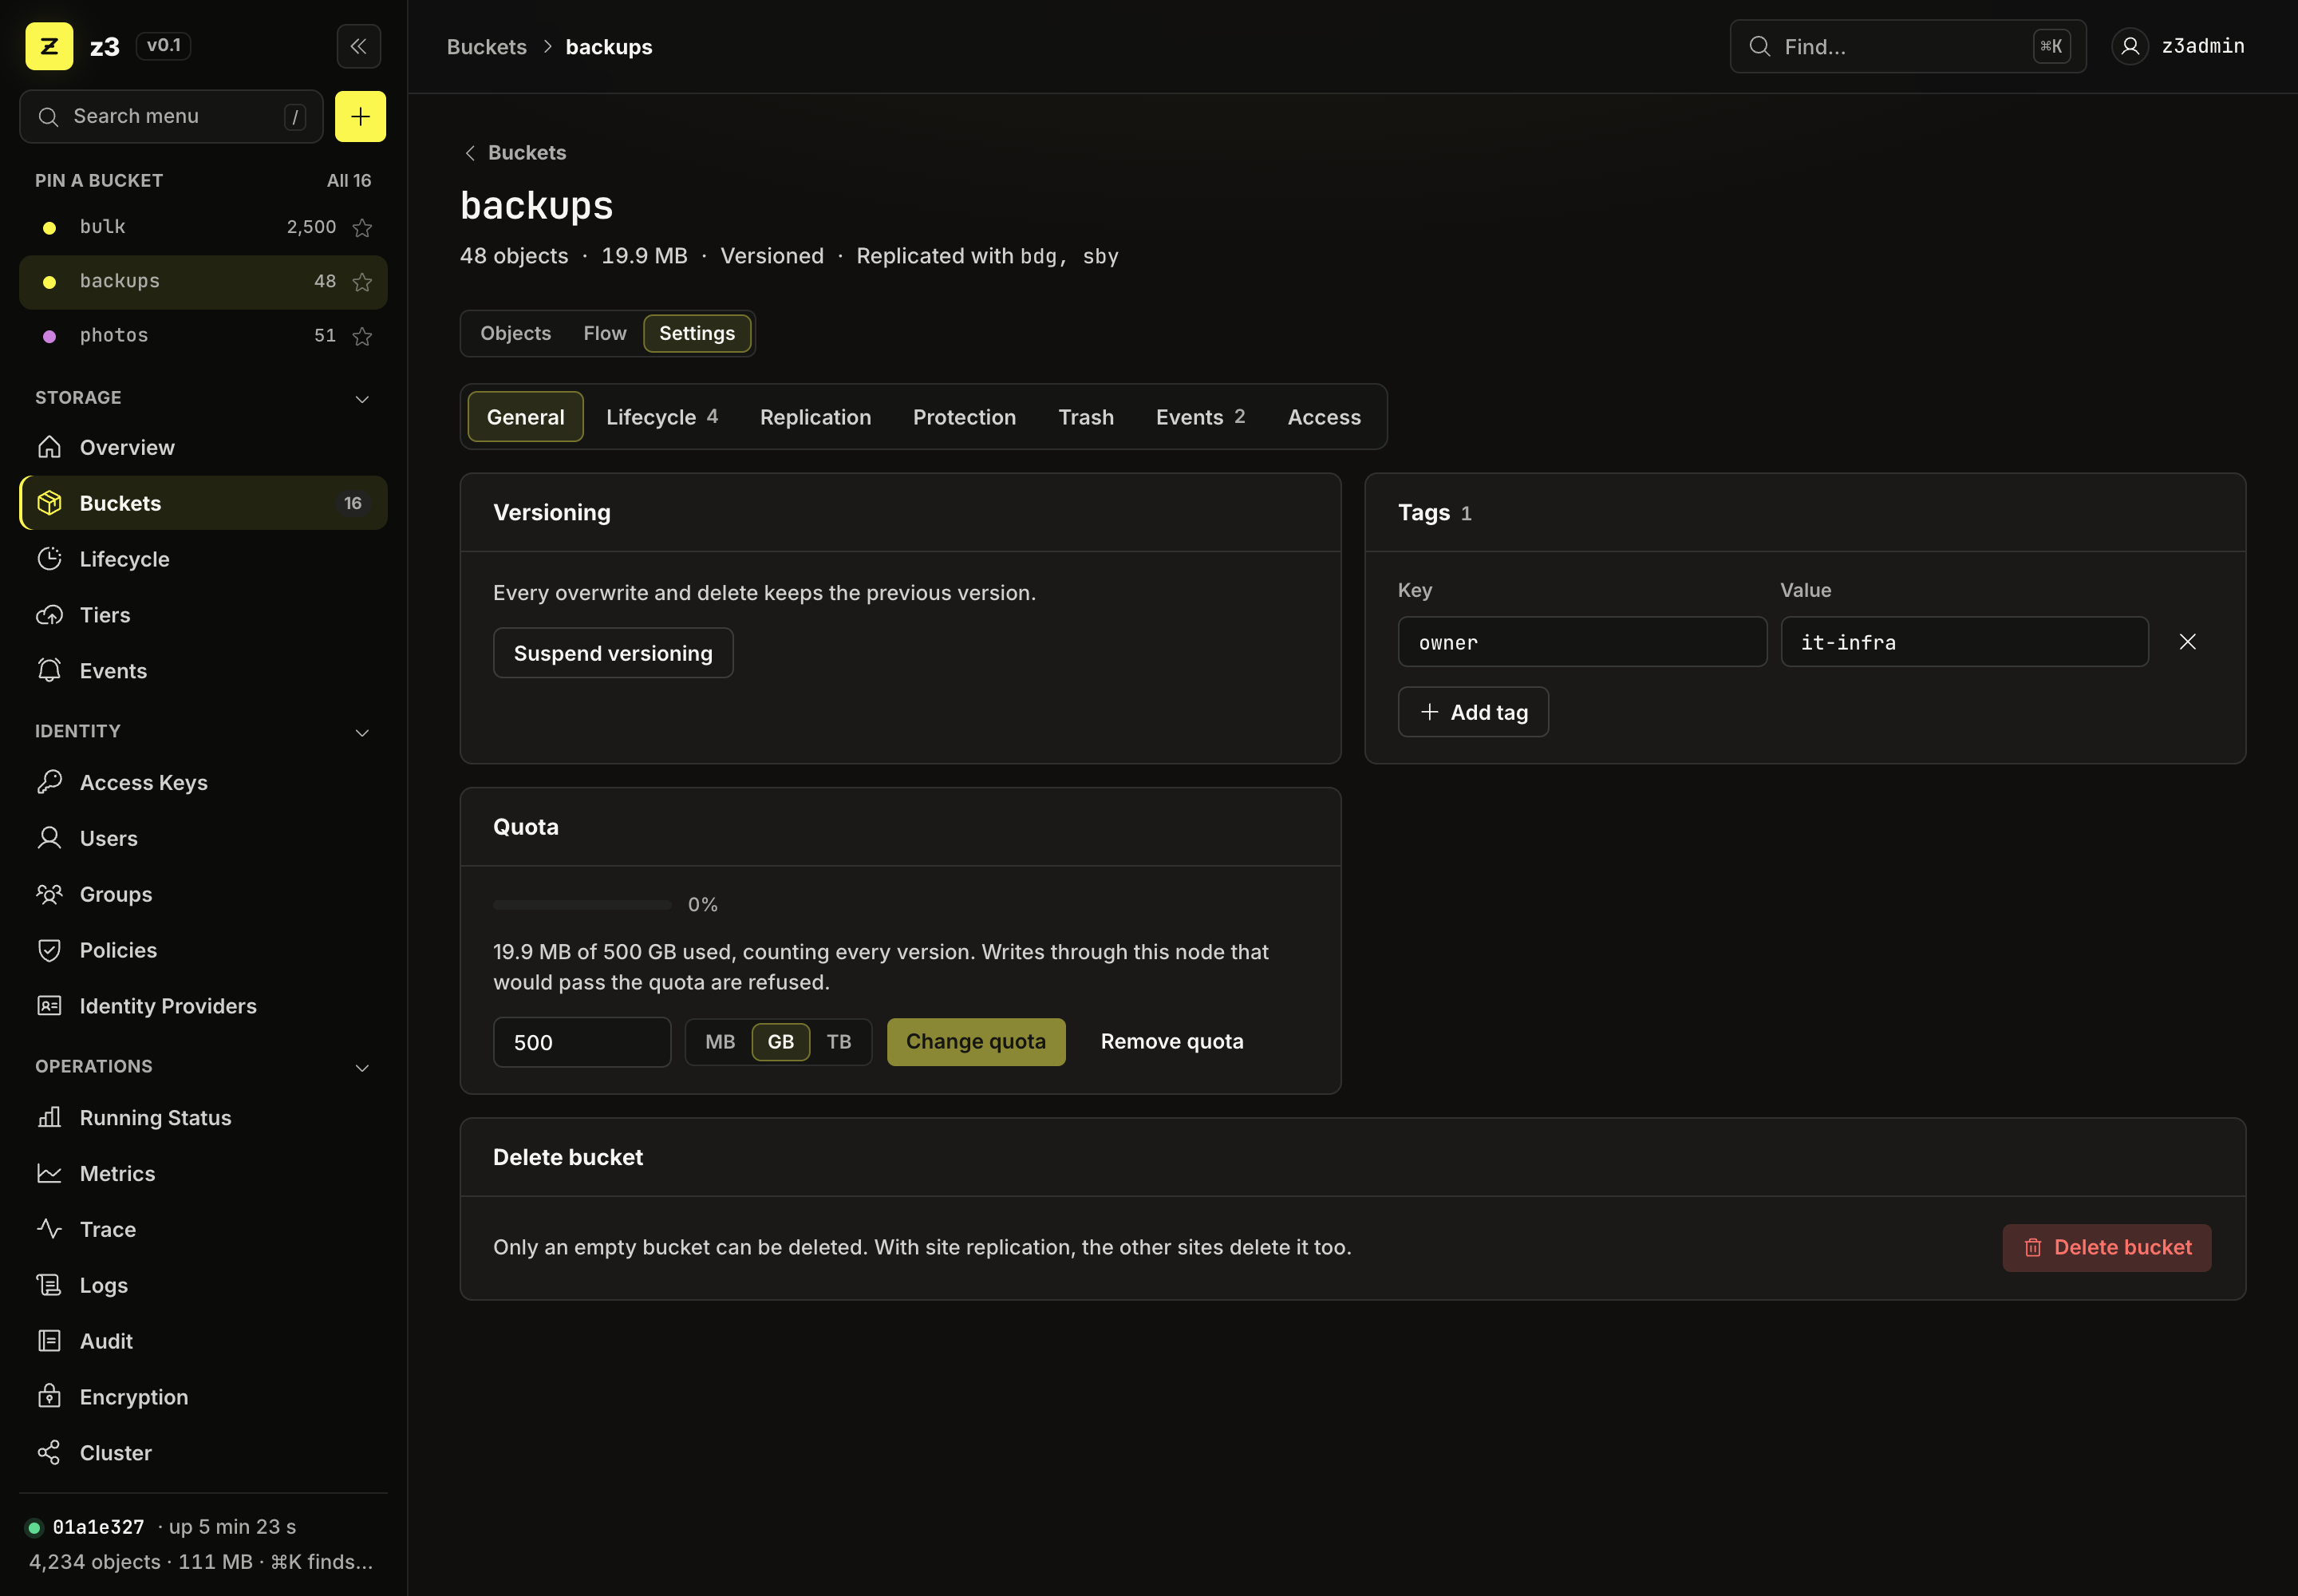 z3 v0.1
Search menu /
PIN A BUCKET All 16
bulk 2,500
backups 48
photos 51
STORAGE
Overview
Buckets 16
Lifecycle
Tiers
Events
IDENTITY
Access Keys
Users
Groups
Policies
Identity Providers
OPERATIONS
Running Status
Metrics
Trace
Logs
Audit
Encryption
Cluster
01a1e327 · up 5 min 23 s
4,234 objects · 111 MB · ⌘K finds...
Buckets > backups
Find... ⌘K
z3admin
Buckets
backups
48 objects · 19.9 MB · Versioned · Replicated with bdg, sby
Objects Flow Settings
General Lifecycle 4 Replication Protection Trash Events 2 Access
Versioning
Every overwrite and delete keeps the previous version.
Suspend versioning
Tags 1
Key Value
owner it-infra
Add tag
Quota
0%
19.9 MB of 500 GB used, counting every version. Writes through this node that
would pass the quota are refused.
500 MB GB TB Change quota Remove quota
Delete bucket
Only an empty bucket can be deleted. With site replication, the other sites delete it too.
Delete bucket